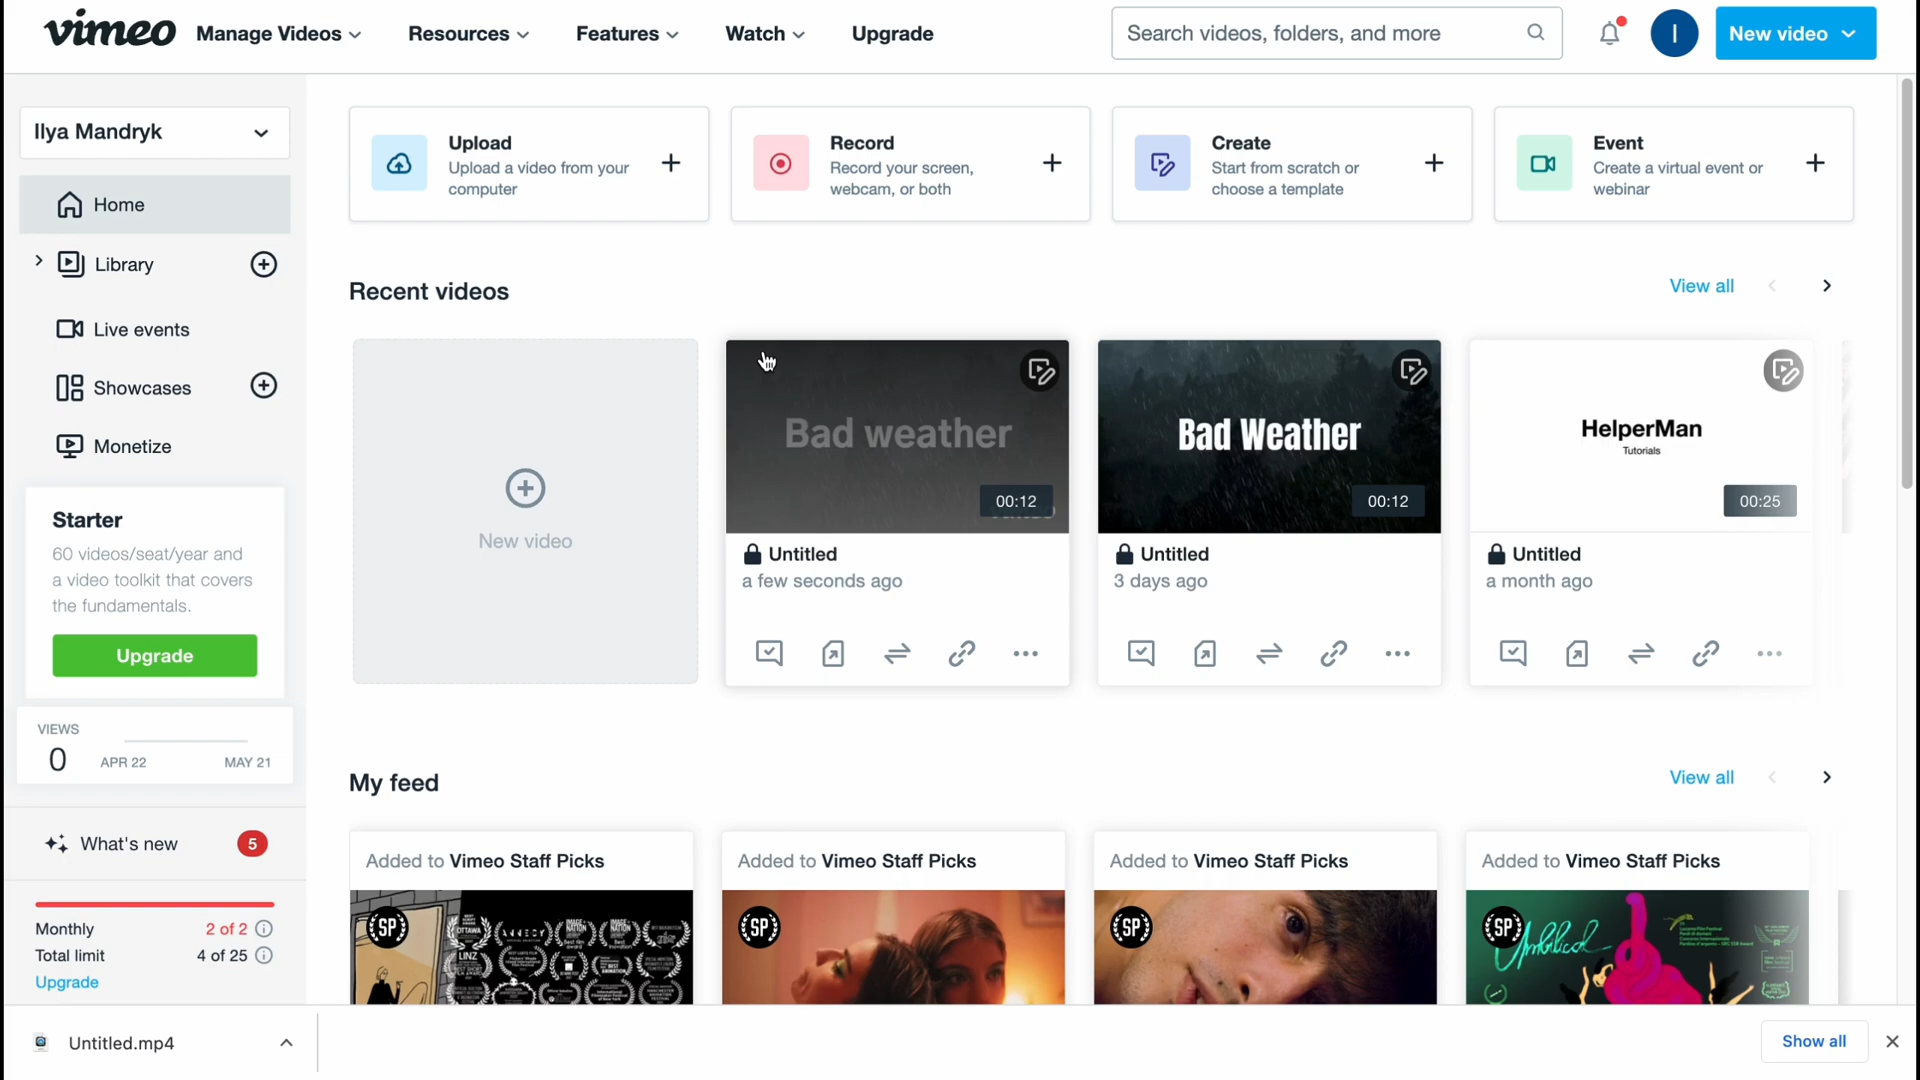 vimeo Manage Videos Resources Features Watch Upgrade Search videos, folders, and more I New video
Ilya Mandryk
Home
Library
Live events
Showcases
Monetize
Starter
60 videos/seat/year and
a video toolkit that covers
the fundamentals.
Upgrade
VIEWS
0 APR 22 MAY 21
What's new 5
Monthly 2 of 2
Total limit 4 of 25
Upgrade
Upload
Upload a video from your
computer
Record
Record your screen,
webcam, or both
Create
Start from scratch or
choose a template
Event
Create a virtual event or
webinar
Recent videos View all
New video
Bad weather
00:12
Untitled
a few seconds ago
Bad Weather
00:12
Untitled
3 days ago
HelperMan
Tutorials
00:25
Untitled
a month ago
My feed View all
Added to Vimeo Staff Picks
SP
OTTAWA
ANNECY
LINZ
Added to Vimeo Staff Picks
SP
Added to Vimeo Staff Picks
SP
Added to Vimeo Staff Picks
SP
Umbilical
Untitled.mp4 Show all